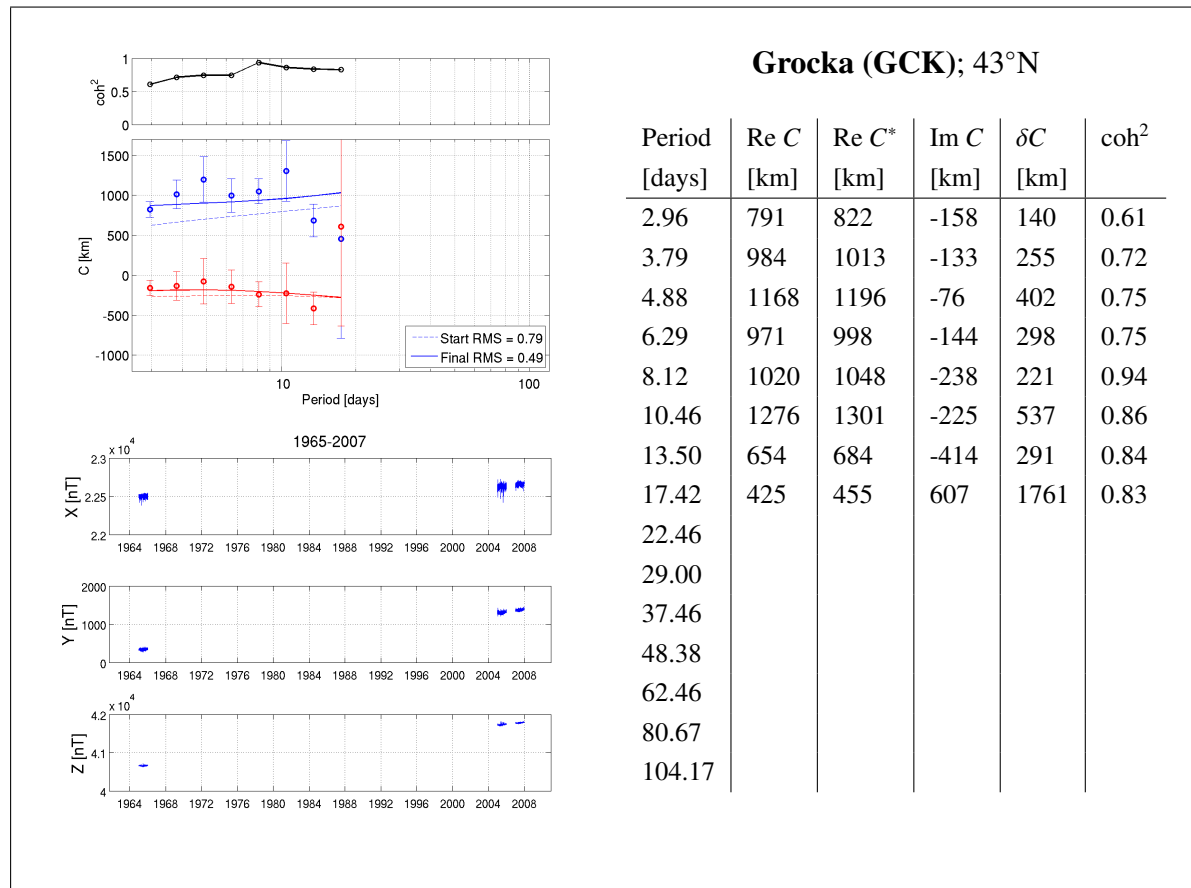 Grocka (GCK); 43°N
1
0.5
0
coh²
1500
1000
500
0
-500
-1000
C [km]
Start RMS = 0.79
Final RMS = 0.49
10 100
Period [days]
1965-2007
x 10⁴
2.3
2.25
2.2
X [nT]
1964 1968 1972 1976 1980 1984 1988 1992 1996 2000 2004 2008
2000
1000
0
Y [nT]
1964 1968 1972 1976 1980 1984 1988 1992 1996 2000 2004 2008
x 10⁴
4.2
4.1
4
Z [nT]
1964 1968 1972 1976 1980 1984 1988 1992 1996 2000 2004 2008
Period Re C Re C* Im C δC coh²
[days] [km] [km] [km] [km]
2.96 791 822 -158 140 0.61
3.79 984 1013 -133 255 0.72
4.88 1168 1196 -76 402 0.75
6.29 971 998 -144 298 0.75
8.12 1020 1048 -238 221 0.94
10.46 1276 1301 -225 537 0.86
13.50 654 684 -414 291 0.84
17.42 425 455 607 1761 0.83
22.46
29.00
37.46
48.38
62.46
80.67
104.17